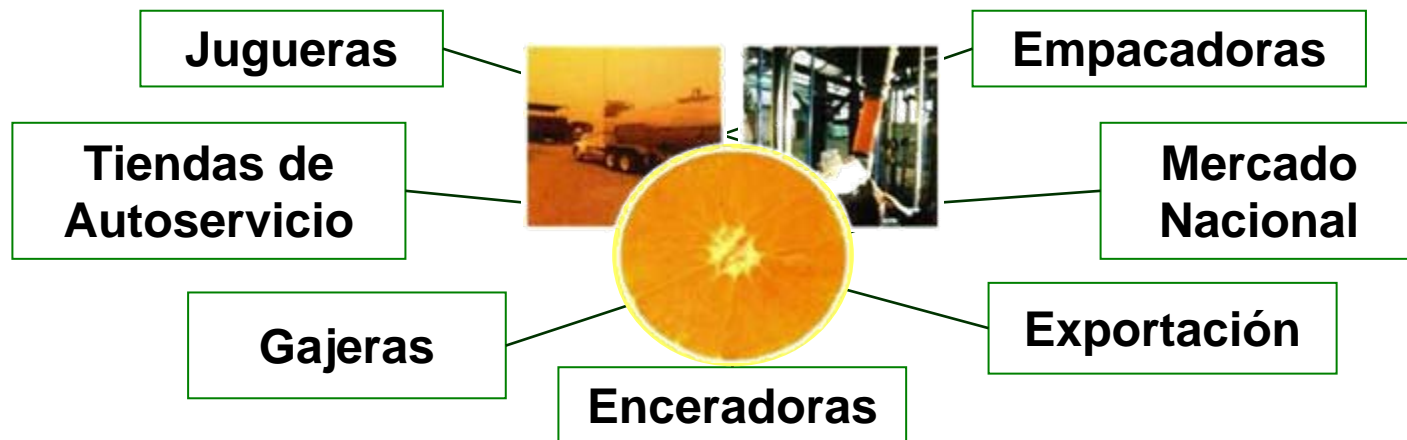 Jugueras
Empacadoras
Tiendas de
Autoservicio
Mercado
Nacional
Gajeras
Exportación
Enceradoras